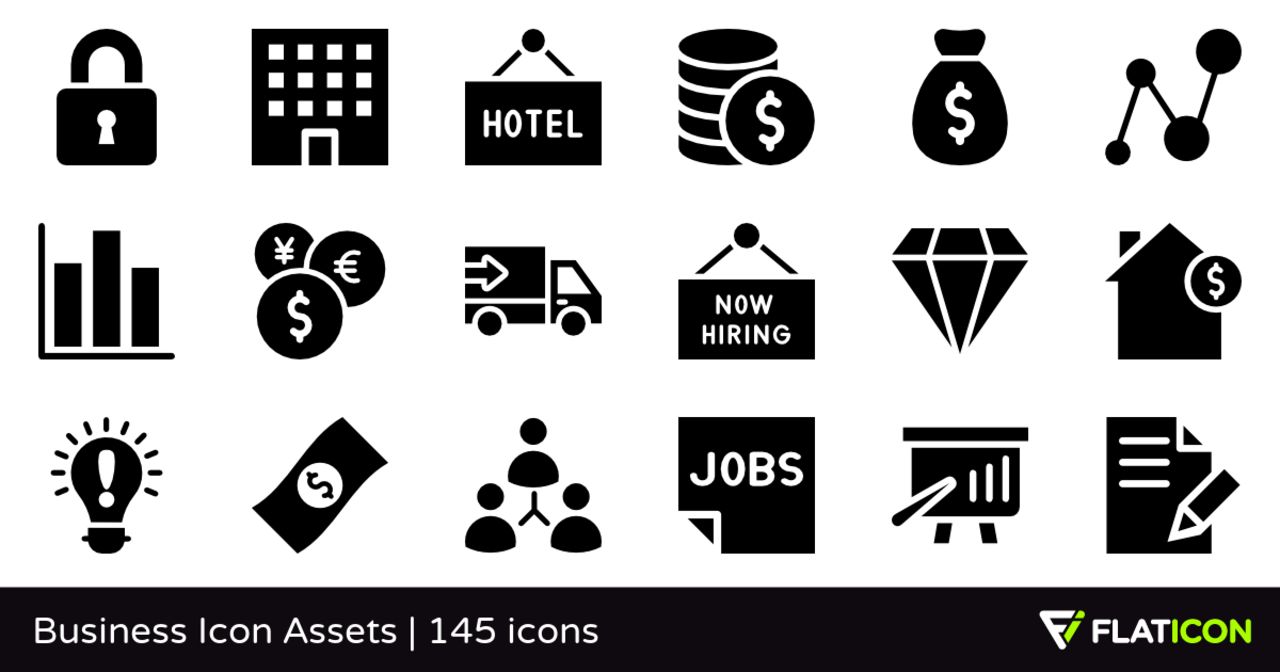 HOTEL
$
$
¥
€
$
NOW
HIRING
$
$
JOBS
Business Icon Assets | 145 icons
FLATICON